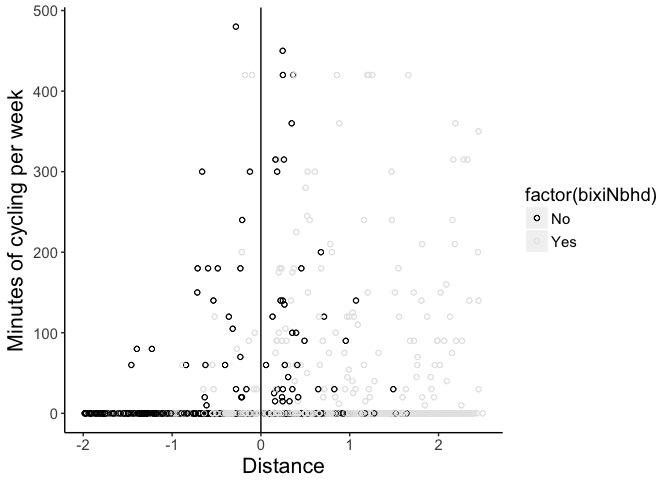 500
400
300
200
100
0
Minutes of cycling per week
-2 -1 0 1 2
Distance
factor(bixiNbhd)
No
Yes